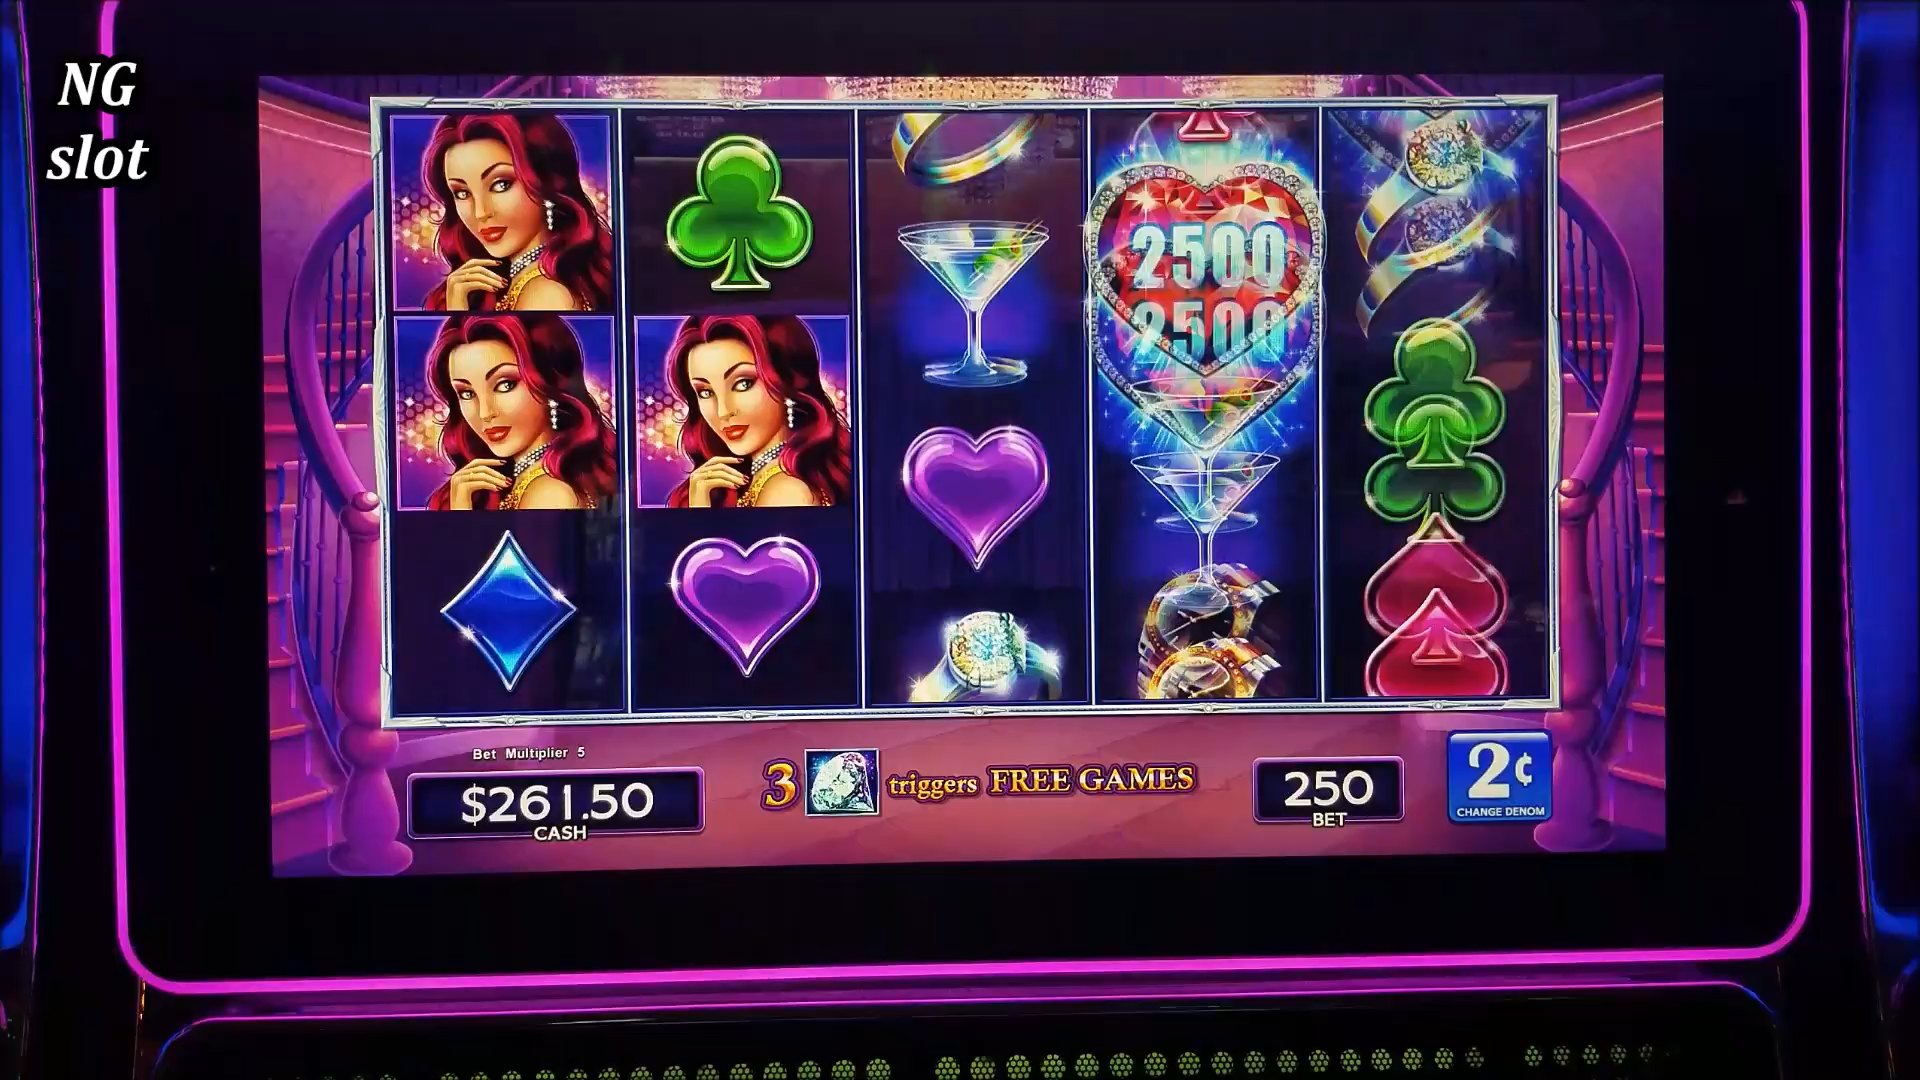 NG
slot
2500
2500
Bet Multiplier 5
$261.50
CASH
3 triggers FREE GAMES
250
BET
2¢
CHANGE DENOM